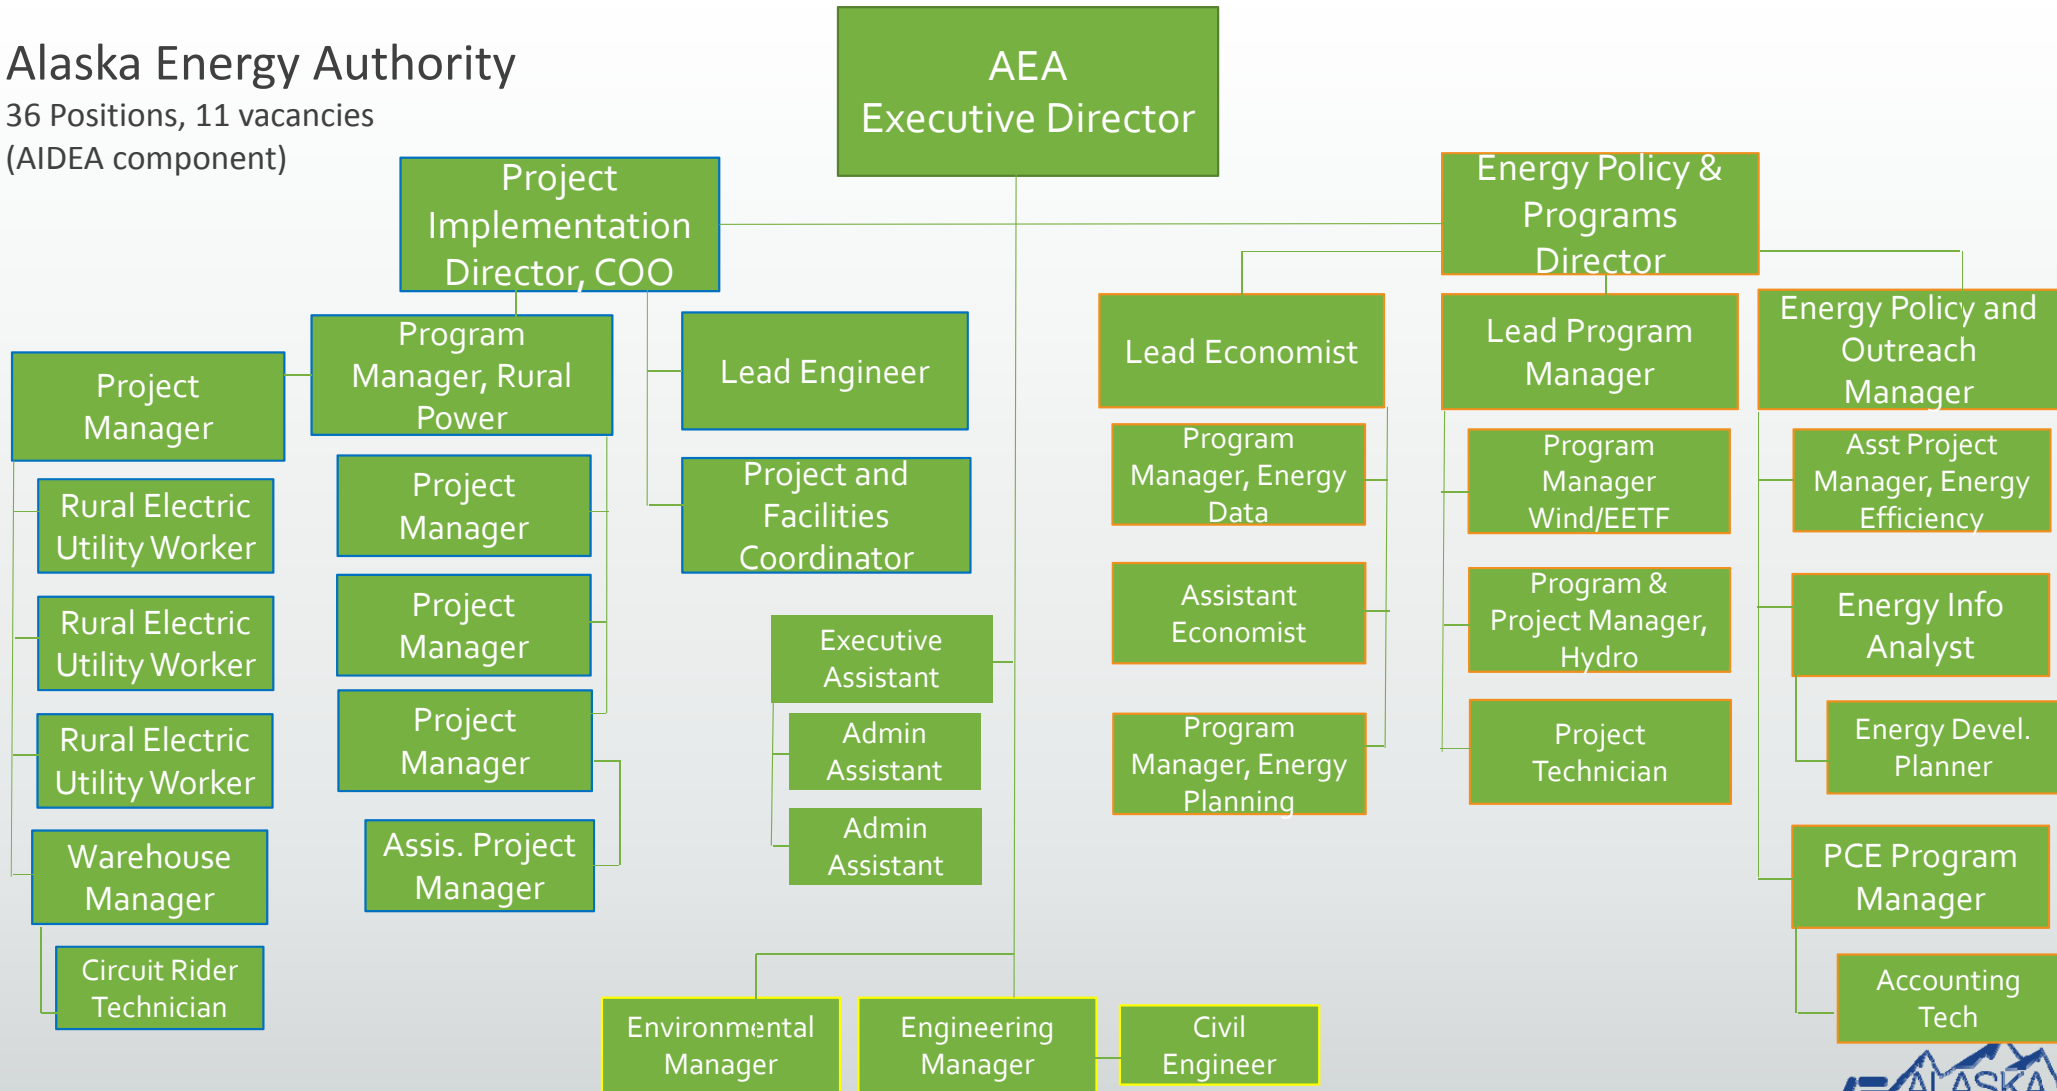 Alaska Energy Authority
36 Positions, 11 vacancies
(AIDEA component)
AEA
Executive Director
Project
Implementation
Director, COO
Energy Policy &
Programs
Director
Project
Manager
Program
Manager, Rural
Power
Lead Engineer
Lead Economist
Lead Program
Manager
Energy Policy and
Outreach
Manager
Rural Electric
Utility Worker
Rural Electric
Utility Worker
Rural Electric
Utility Worker
Warehouse
Manager
Circuit Rider
Technician
Project
Manager
Project
Manager
Project
Manager
Assis. Project
Manager
Project and
Facilities
Coordinator
Executive
Assistant
Admin
Assistant
Admin
Assistant
Program
Manager, Energy
Data
Assistant
Economist
Program
Manager, Energy
Planning
Program
Manager
Wind/EETF
Program &
Project Manager,
Hydro
Project
Technician
Asst Project
Manager, Energy
Efficiency
Energy Info
Analyst
Energy Devel.
Planner
PCE Program
Manager
Accounting
Tech
Environmental
Manager
Engineering
Manager
Civil
Engineer
ALASKA